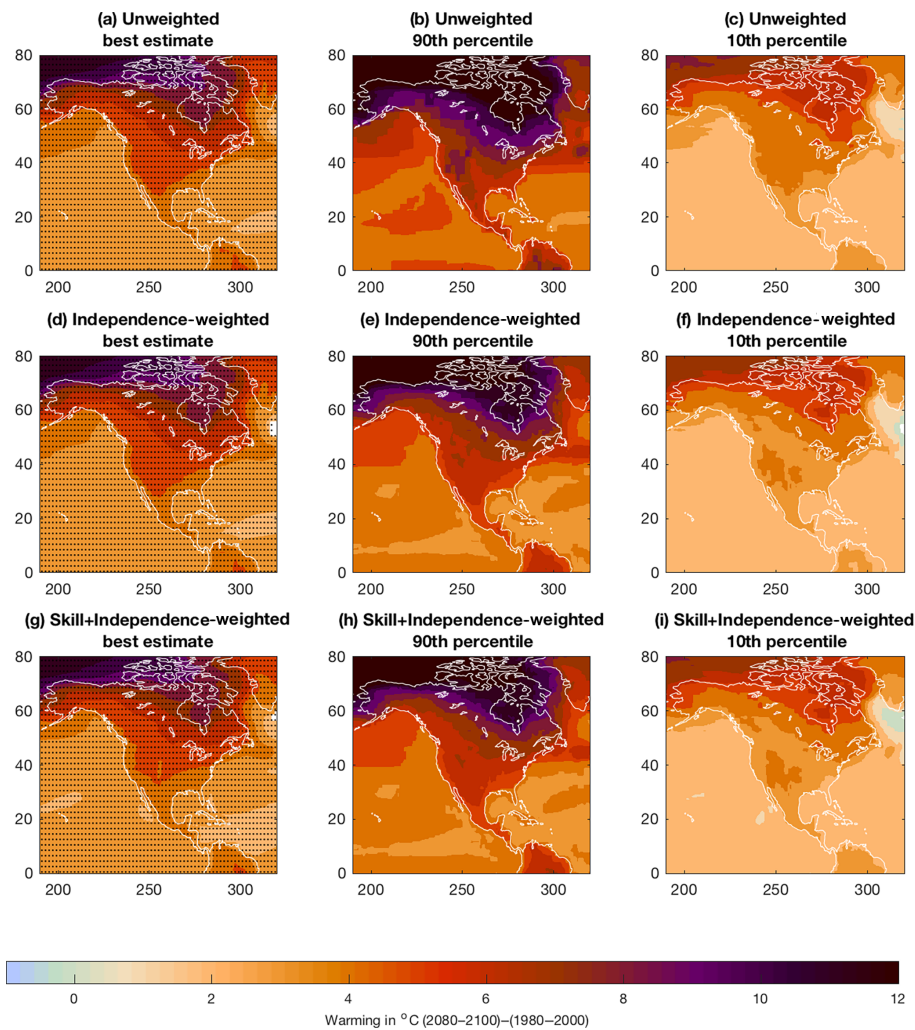 (a) Unweighted
best estimate
(b) Unweighted
90th percentile
(c) Unweighted
10th percentile
80
60
40
20
0
200 250 300
80
60
40
20
0
200 250 300
80
60
40
20
0
200 250 300
(d) Independence-weighted
best estimate
(e) Independence-weighted
90th percentile
(f) Independence-weighted
10th percentile
80
60
40
20
0
200 250 300
80
60
40
20
0
200 250 300
80
60
40
20
0
200 250 300
(g) Skill+Independence-weighted
best estimate
(h) Skill+Independence-weighted
90th percentile
(i) Skill+Independence-weighted
10th percentile
80
60
40
20
0
200 250 300
80
60
40
20
0
200 250 300
80
60
40
20
0
200 250 300
0 2 4 6 8 10 12
Warming in °C (2080–2100)–(1980–2000)